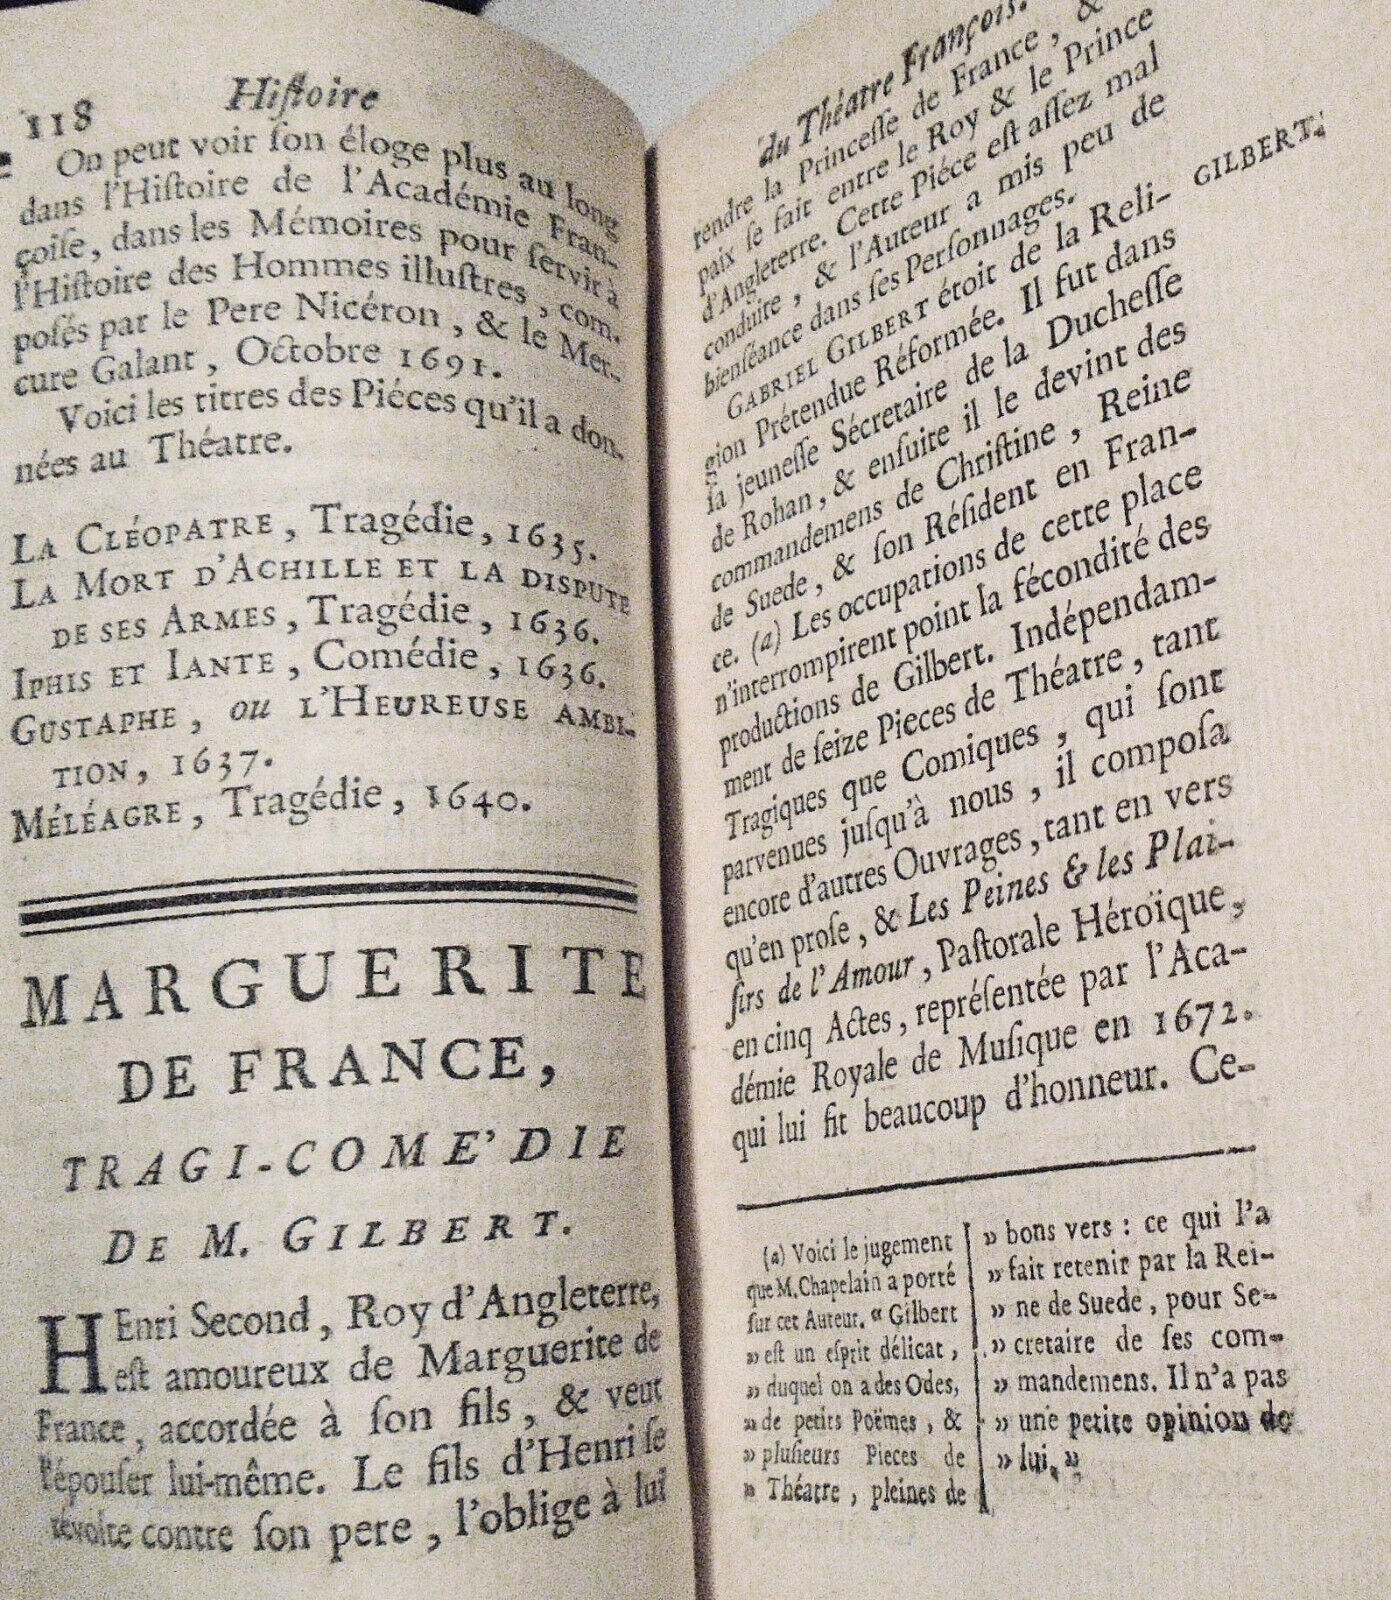 118 Hiſtoire
On peut voir ſon éloge plus au long
dans l'Hiſtoire de l'Académie Fran-
çoiſe, dans les Mémoires pour ſervir à
l'Hiſtoire des Hommes illuſtres, com-
poſés par le Pere Nicéron, & le Mer-
cure Galant, Octobre 1691.
Voici les titres des Piéces qu'il a don-
nées au Théatre.
LA CLÉOPATRE, Tragédie, 1635.
LA MORT D'ACHILLE ET LA DISPUTE
DE SES ARMES, Tragédie, 1636.
IPHIS ET IANTE, Comédie, 1636.
GUSTAPHE, ou L'HEUREUSE AMBI-
TION, 1637.
MÉLÉAGRE, Tragédie, 1640.
MARGUERITE
DE FRANCE,
TRAGI-COME'DIE
DE M. GILBERT.
HEnri Second, Roy d'Angleterre,
eſt amoureux de Marguerite de
France, accordée à ſon fils, & veut
l'épouſer lui-même. Le fils d'Henri ſe
révolte contre ſon pere, l'oblige à lui
du Théatre François.
rendre la Princeſſe de France, &
paix ſe fait entre le Roy & le Prince
d'Angleterre. Cette Piéce eſt aſſez mal
conduite, & l'Auteur a mis peu de
bienſéance dans ſes Perſonnages.
GABRIEL GILBERT étoit de la Reli-
GILBERT.
gion Prétendue Réformée. Il fut dans
ſa jeuneſſe Sécretaire de la Ducheſſe
de Rohan, & enſuite il le devint des
commandemens de Chriſtine, Reine
de Suede, & ſon Réſident en Fran-
ce. (a) Les occupations de cette place
n'interrompirent point la fécondité des
productions de Gilbert. Indépendam-
ment de ſeize Pieces de Théatre, tant
Tragiques que Comiques, qui ſont
parvenues juſqu'à nous, il compoſa
encore d'autres Ouvrages, tant en vers
qu'en proſe, & Les Peines & les Plai-
ſirs de l'Amour, Paſtorale Héroïque,
en cinq Actes, repréſentée par l'Aca-
démie Royale de Muſique en 1672.
qui lui fit beaucoup d'honneur. Ce-
(a) Voici le jugement
que M. Chapelain a porté
ſur cet Auteur. « Gilbert
» eſt un eſprit délicat,
» duquel on a des Odes,
» de petits Poëmes, &
» pluſieurs Pieces de
» Théatre, pleines de
» bons vers : ce qui l'a
» fait retenir par la Rei-
» ne de Suede, pour Se-
» cretaire de ſes com-
» mandemens. Il n'a pas
» une petite opinion de
» lui. »